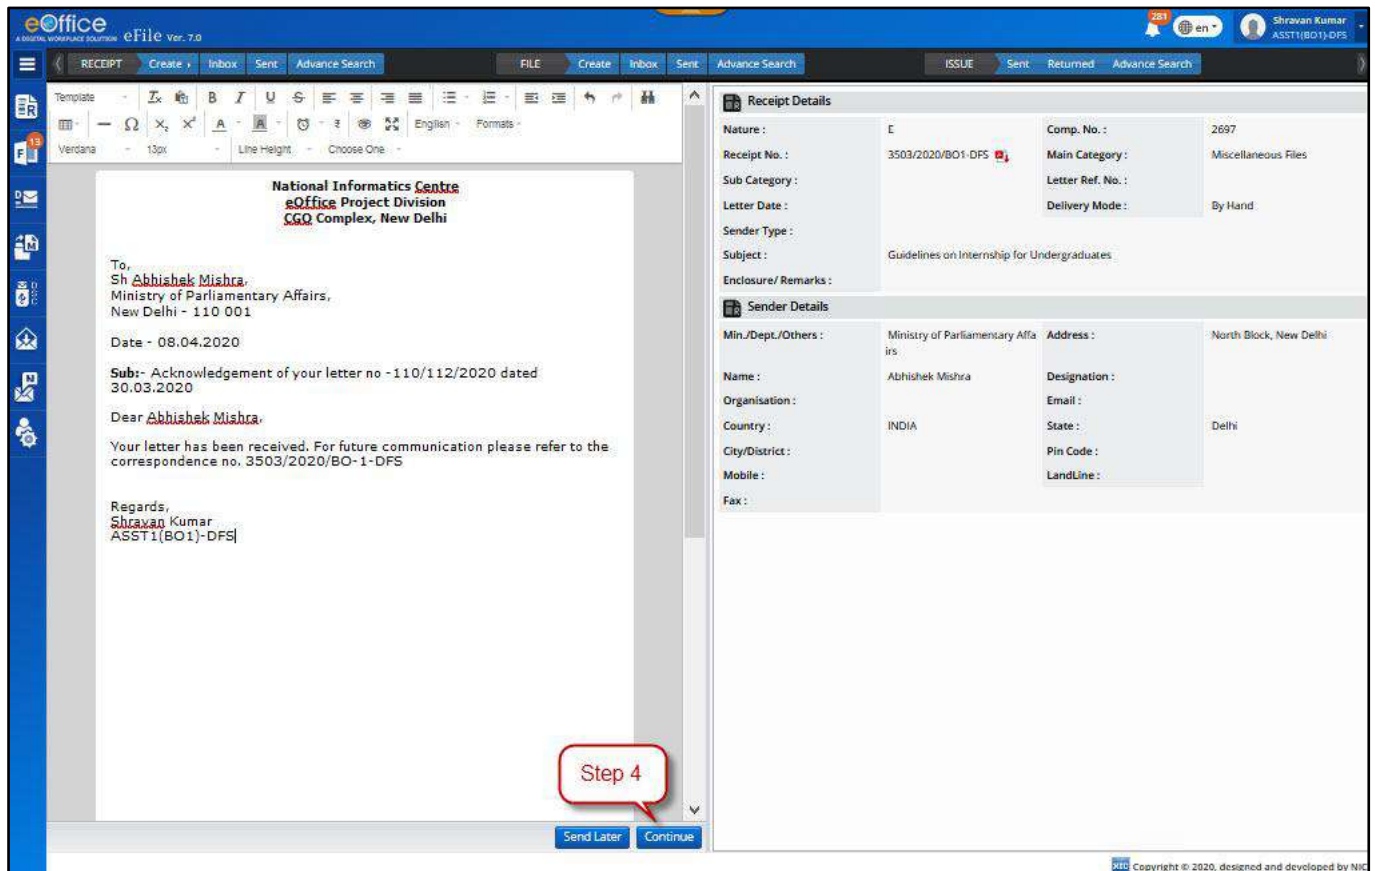 eOffice
A DIGITAL WORKPLACE SOLUTION eFile Ver. 7.0
281
en
Shravan Kumar
ASST1(BO1)-DFS
RECEIPT Create Inbox Sent Advance Search
FILE Create Inbox Sent Advance Search
ISSUE Sent Returned Advance Search
13
Template B I U S
Ω X₂ X² A A English Formats
Verdana 13px Line Height Choose One
National Informatics Centre
eOffice Project Division
CGO Complex, New Delhi
To,
Sh Abhishek Mishra,
Ministry of Parliamentary Affairs,
New Delhi - 110 001
Date - 08.04.2020
Sub:- Acknowledgement of your letter no -110/112/2020 dated
30.03.2020
Dear Abhishek Mishra,
Your letter has been received. For future communication please refer to the
correspondence no. 3503/2020/BO-1-DFS
Regards,
Shravan Kumar
ASST1(BO1)-DFS
Step 4
Send Later Continue
Receipt Details
Nature : E Comp. No. : 2697
Receipt No. : 3503/2020/BO1-DFS Main Category : Miscellaneous Files
Sub Category : Letter Ref. No. :
Letter Date : Delivery Mode : By Hand
Sender Type :
Subject : Guidelines on Internship for Undergraduates
Enclosure/ Remarks :
Sender Details
Min./Dept./Others : Ministry of Parliamentary Affa Address : North Block, New Delhi
irs
Name : Abhishek Mishra Designation :
Organisation : Email :
Country : INDIA State : Delhi
City/District : Pin Code :
Mobile : LandLine :
Fax :
Copyright © 2020, designed and developed by NIC